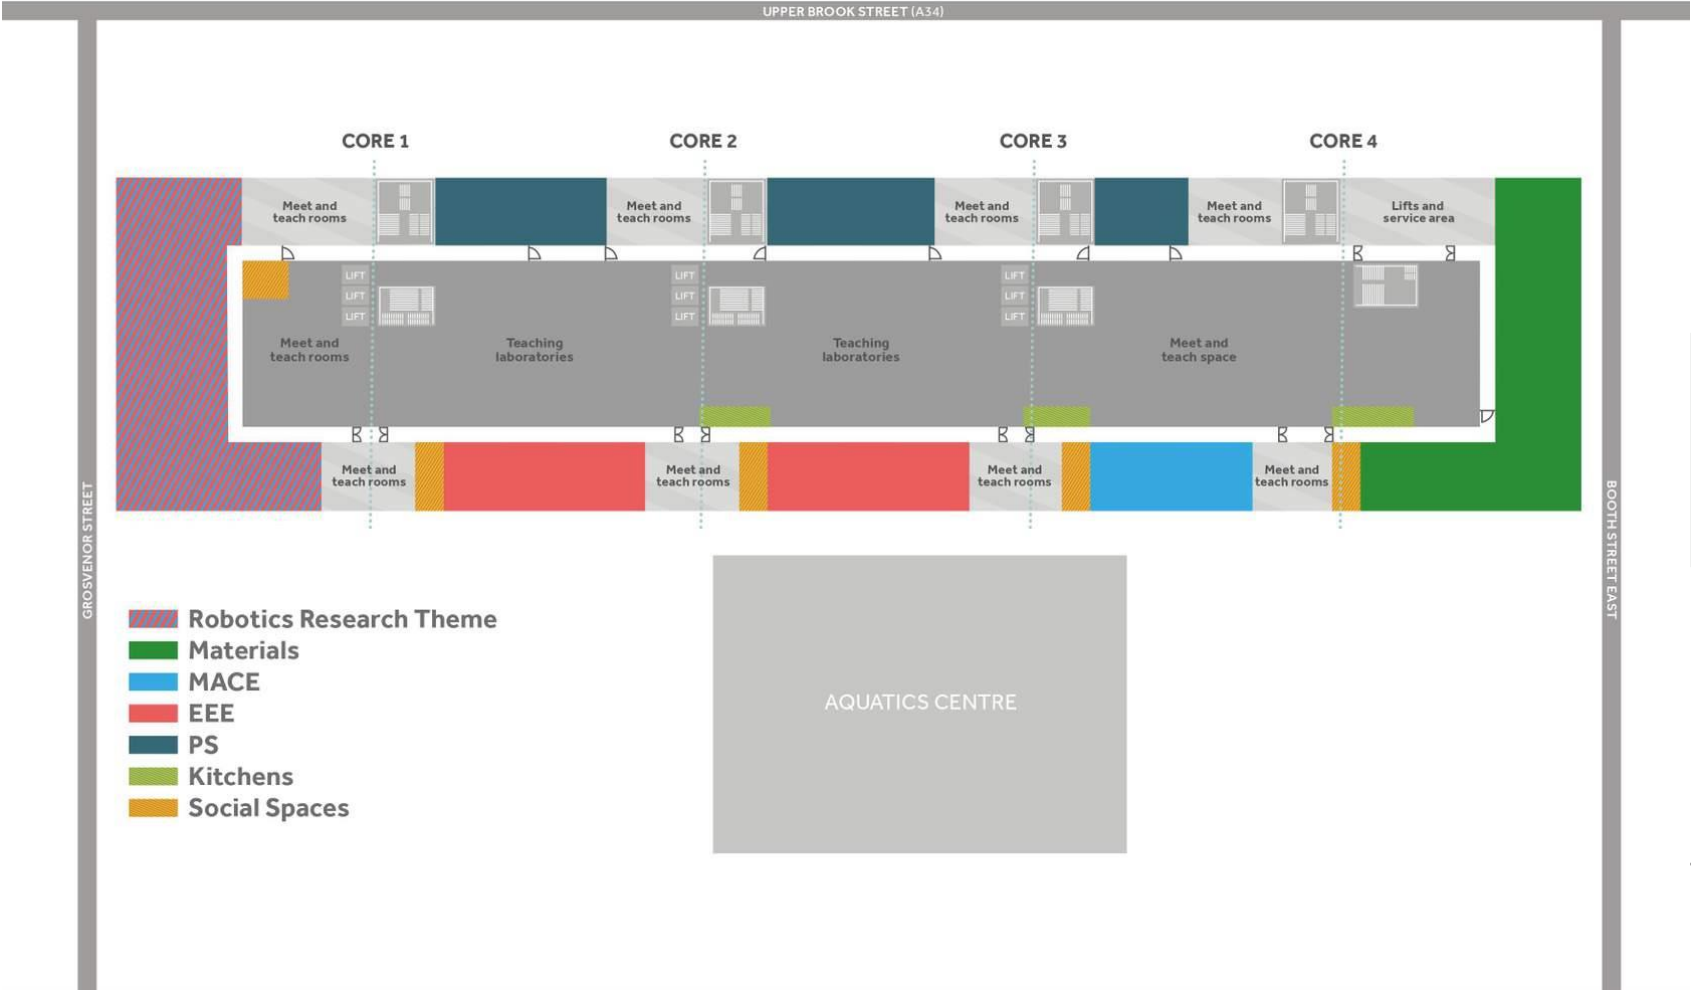 UPPER BROOK STREET (A34)
CORE 1
CORE 2
CORE 3
CORE 4
Meet and
teach rooms
Meet and
teach rooms
Meet and
teach rooms
Meet and
teach rooms
Lifts and
service area
LIFT
LIFT
LIFT
LIFT
LIFT
LIFT
LIFT
LIFT
LIFT
Meet and
teach rooms
Teaching
laboratories
Teaching
laboratories
Meet and
teach space
Meet and
teach rooms
Meet and
teach rooms
Meet and
teach rooms
Meet and
teach rooms
GROSVENOR STREET
BOOTH STREET EAST
Robotics Research Theme
Materials
MACE
EEE
PS
Kitchens
Social Spaces
AQUATICS CENTRE